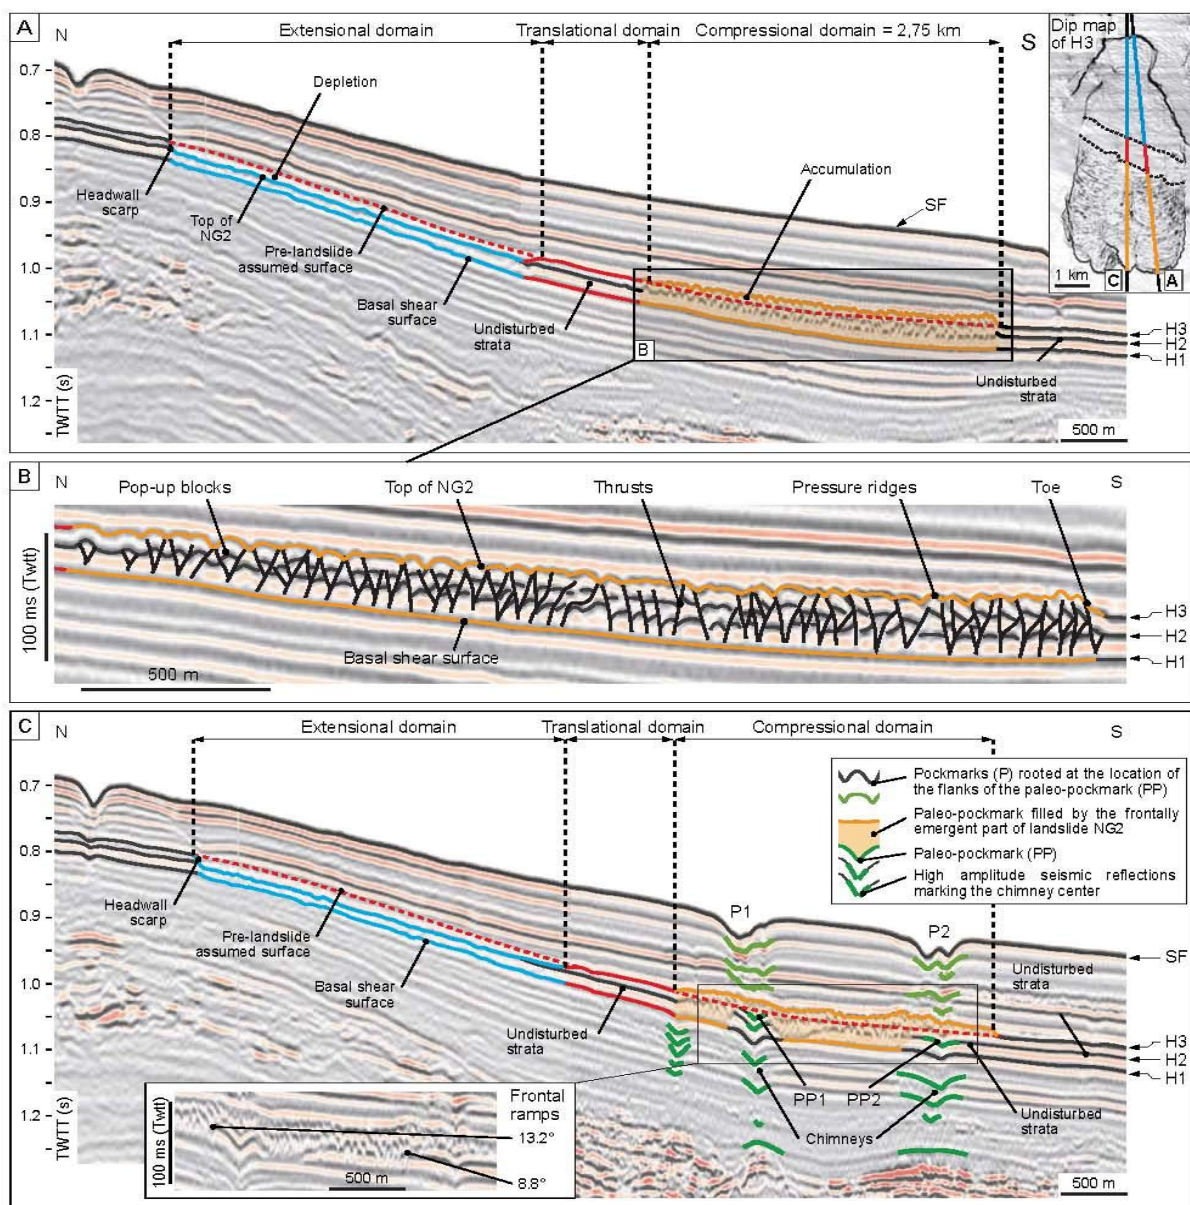 A
N
Extensional domain
Translational domain
Compressional domain = 2,75 km
S
Dip map
of H3
0.7
0.8
0.9
1.0
1.1
1.2
TWTT (s)
Depletion
Headwall
scarp
Top of
NG2
Pre-landslide
assumed surface
Basal shear
surface
Undisturbed
strata
Accumulation
SF
B
H3
H2
H1
Undisturbed
strata
500 m
1 km
C
A
B
N
S
Pop-up blocks
Top of NG2
Thrusts
Pressure ridges
Toe
100 ms (Twtt)
Basal shear surface
500 m
H3
H2
H1
C
N
Extensional domain
Translational domain
Compressional domain
S
Pockmarks (P) rooted at the location of
the flanks of the paleo-pockmark (PP)
Paleo-pockmark filled by the frontally
emergent part of landslide NG2
Paleo-pockmark (PP)
High amplitude seismic reflections
marking the chimney center
0.7
0.8
0.9
1.0
1.1
1.2
TWTT (s)
Headwall
scarp
Pre-landslide
assumed surface
Basal shear
surface
Undisturbed
strata
P1
P2
Undisturbed
strata
SF
H3
H2
H1
PP1
PP2
Chimneys
Undisturbed
strata
500 m
100 ms (Twtt)
Frontal
ramps
13.2°
8.8°
500 m